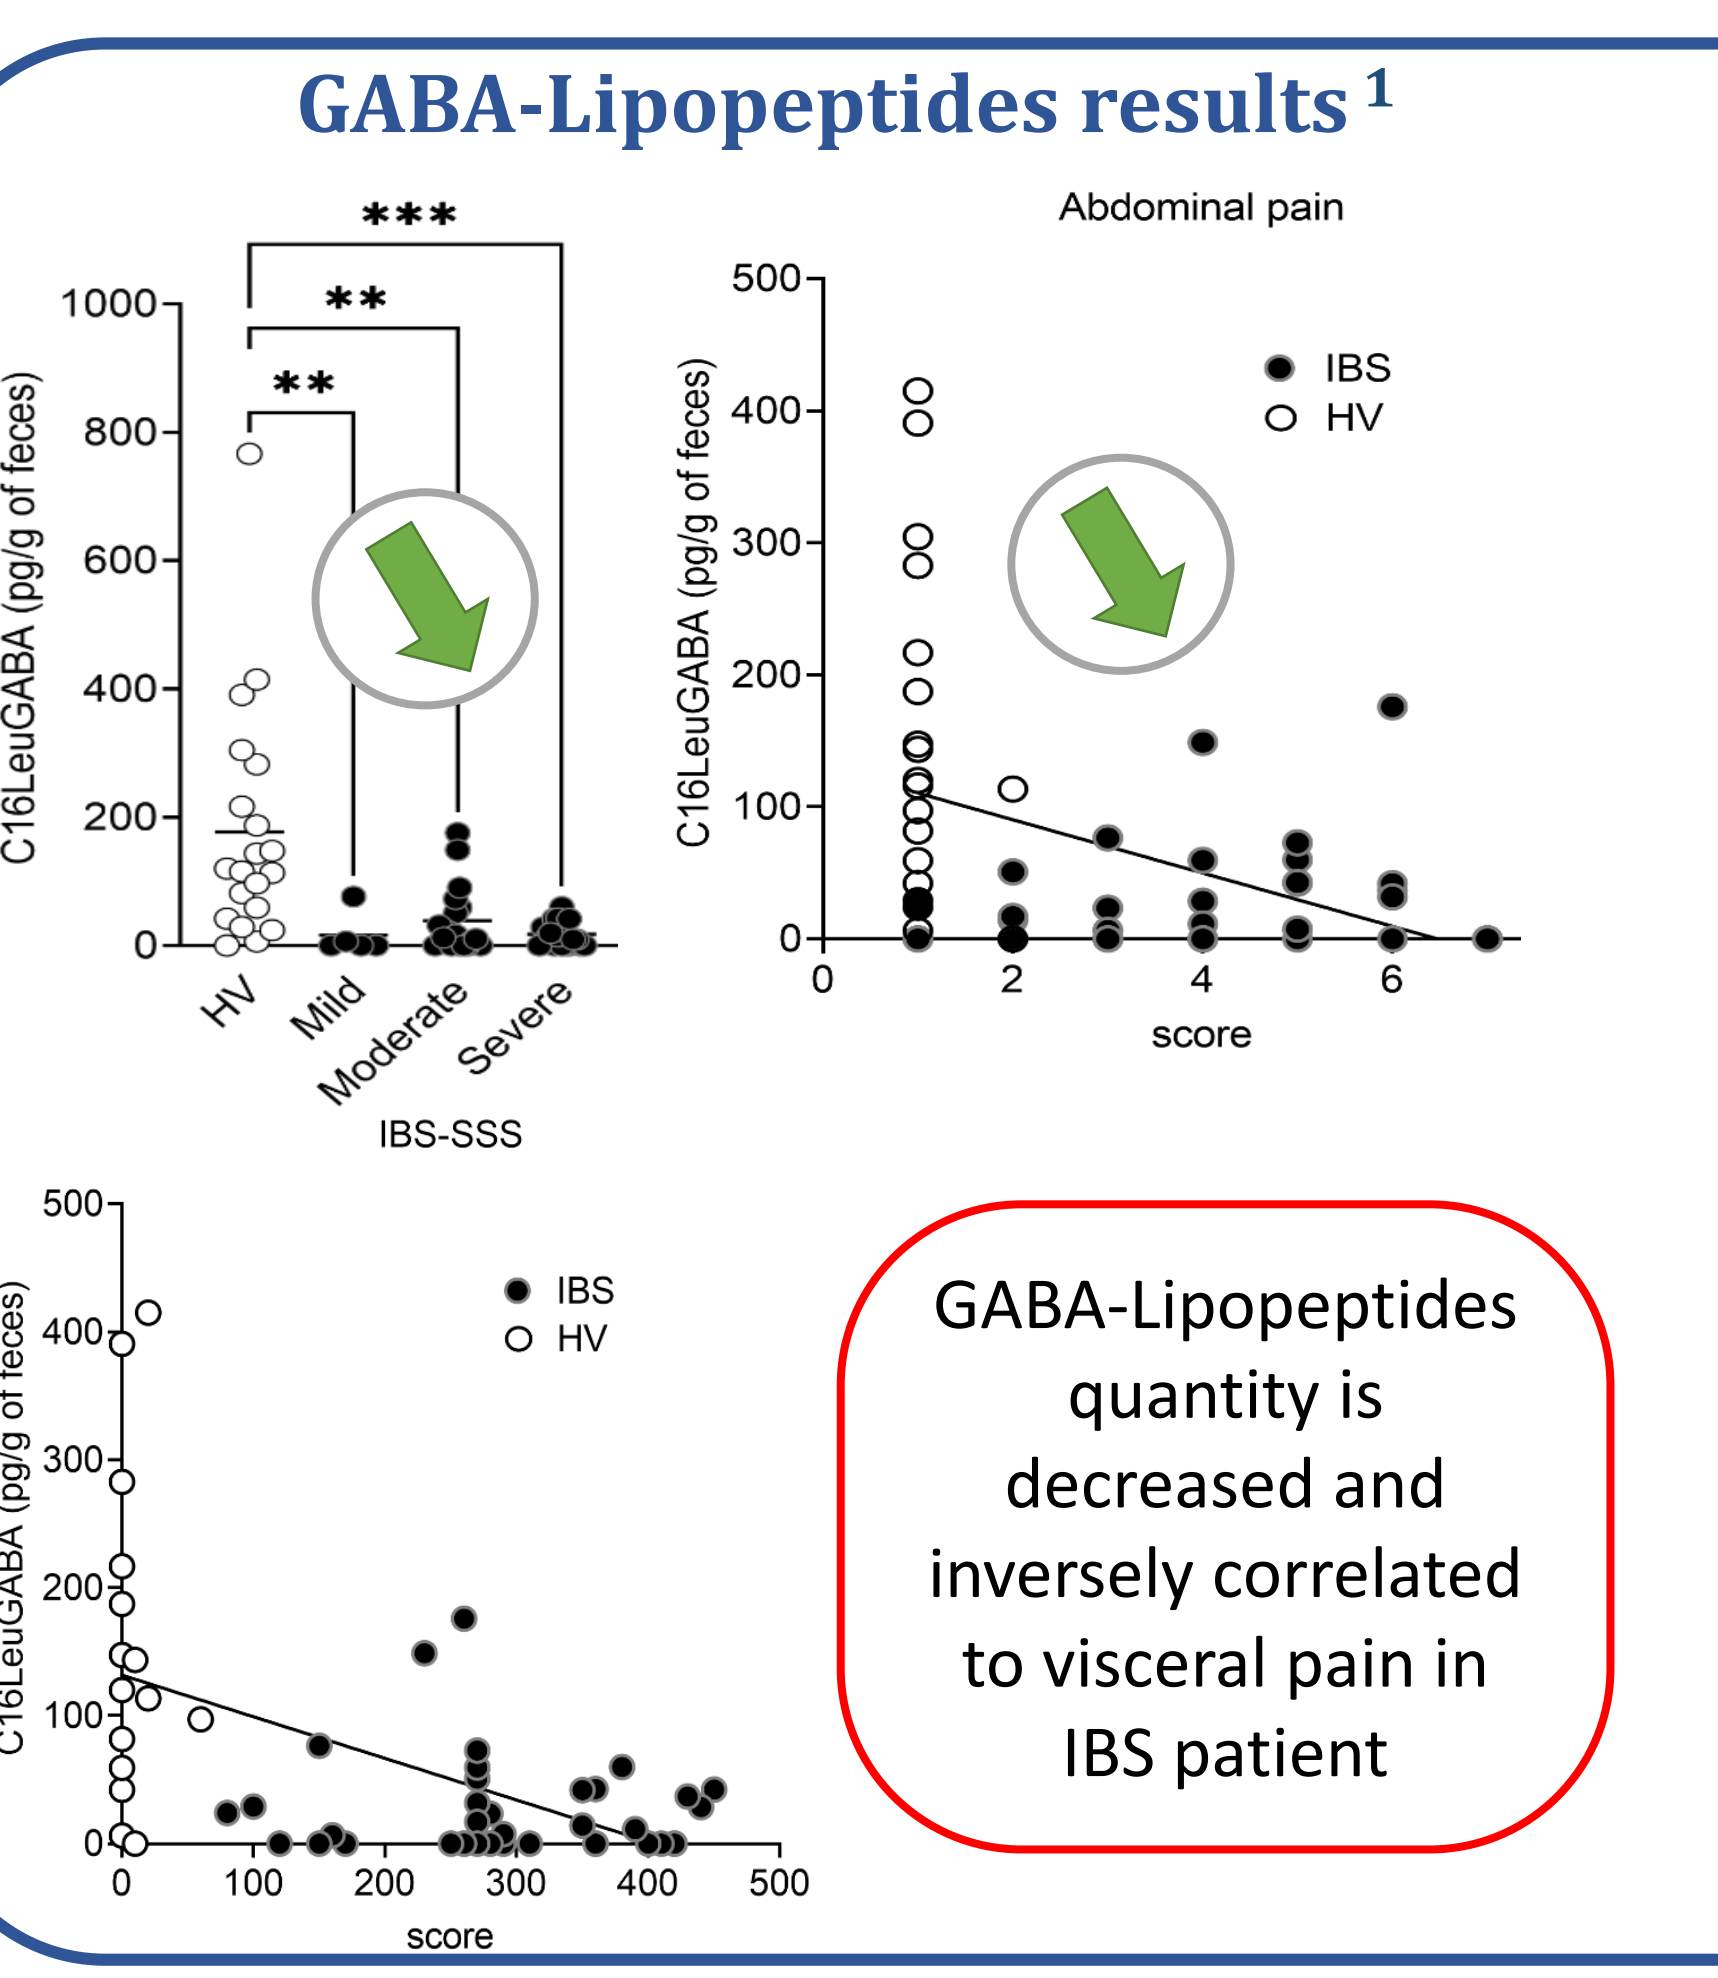 GABA-Lipopeptides results 1
***
**
**
1000
800
600
400
200
0
C16LeuGABA (pg/g of feces)
HV
Mild
Moderate
Severe
IBS-SSS
Abdominal pain
500
400
300
200
100
0
C16LeuGABA (pg/g of feces)
IBS
HV
0
2
4
6
score
500
400
300
200
100
0
C16LeuGABA (pg/g of feces)
IBS
HV
0
100
200
300
400
500
score
GABA-Lipopeptides
quantity is
decreased and
inversely correlated
to visceral pain in
IBS patient